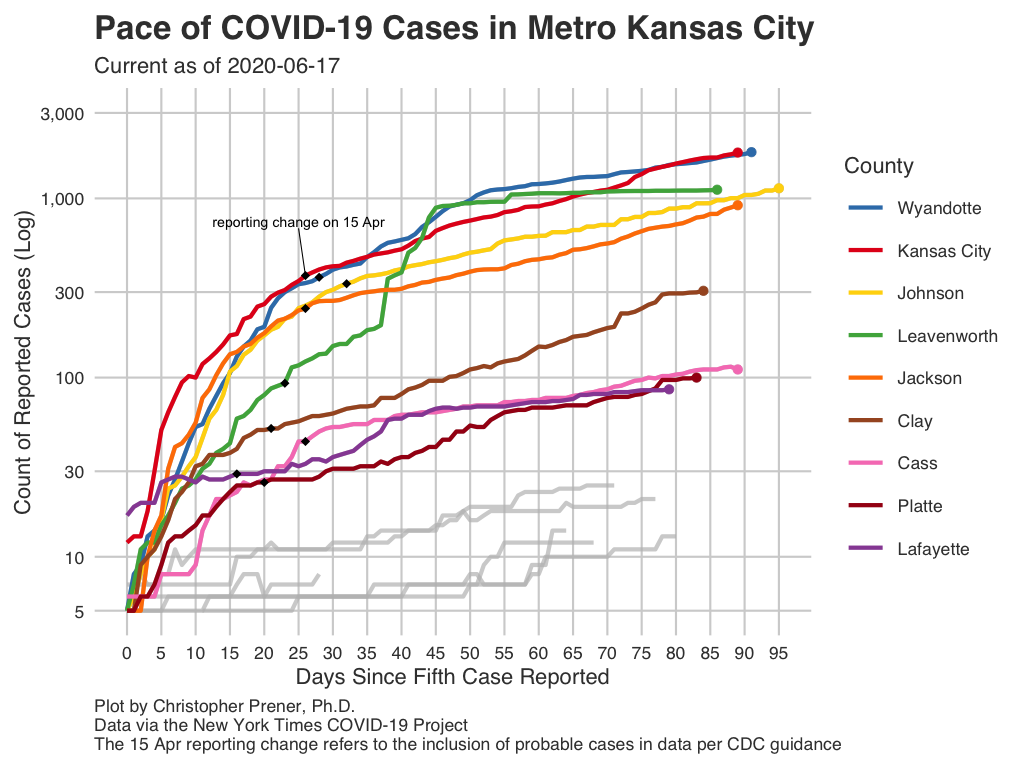 Pace of COVID-19 Cases in Metro Kansas City
Current as of 2020-06-17
Count of Reported Cases (Log)
3,000
1,000
300
100
30
10
5
reporting change on 15 Apr
0 5 10 15 20 25 30 35 40 45 50 55 60 65 70 75 80 85 90 95
Days Since Fifth Case Reported
County
Wyandotte
Kansas City
Johnson
Leavenworth
Jackson
Clay
Cass
Platte
Lafayette
Plot by Christopher Prener, Ph.D.
Data via the New York Times COVID-19 Project
The 15 Apr reporting change refers to the inclusion of probable cases in data per CDC guidance